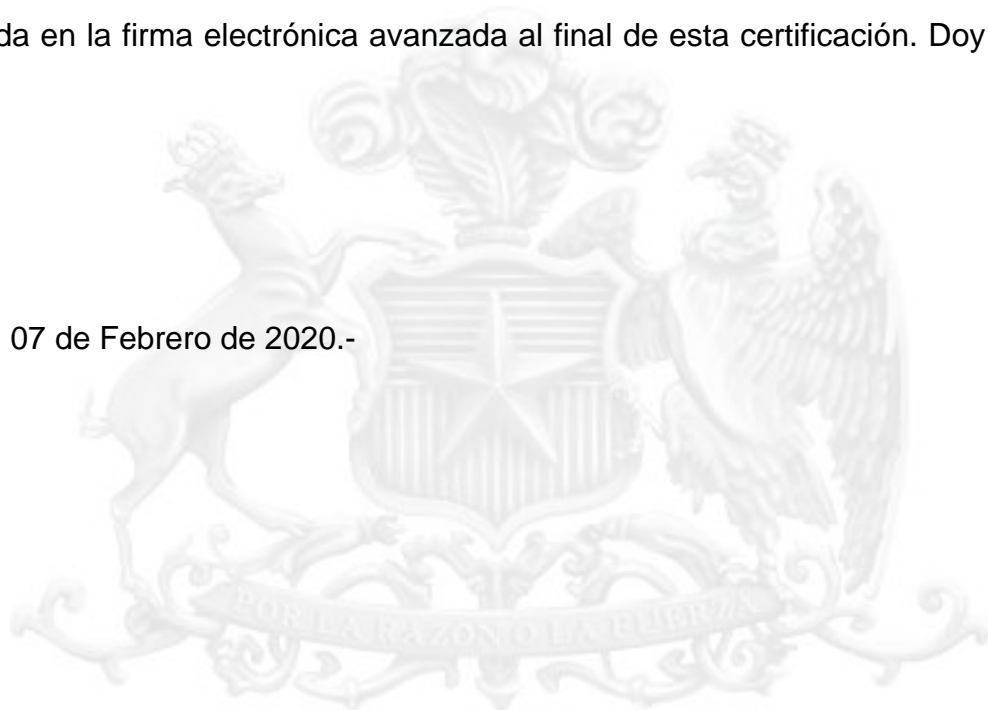 da en la firma electrónica avanzada al final de esta certificación. Doy
07 de Febrero de 2020.-
POR LA RAZON O LA FUERZA